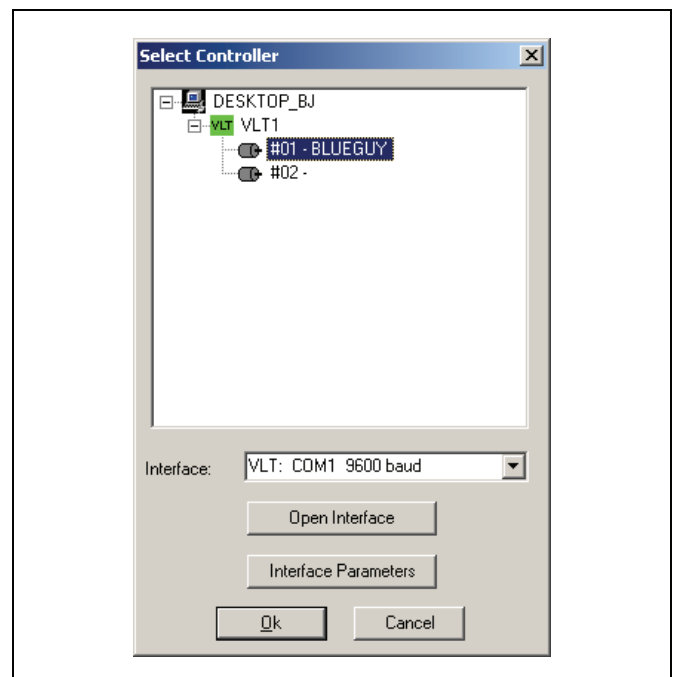 Select Controller
DESKTOP_BJ
VLT VLT1
#01 - BLUEGUY
#02 -
Interface: VLT: COM1 9600 baud
Open Interface
Interface Parameters
Ok Cancel